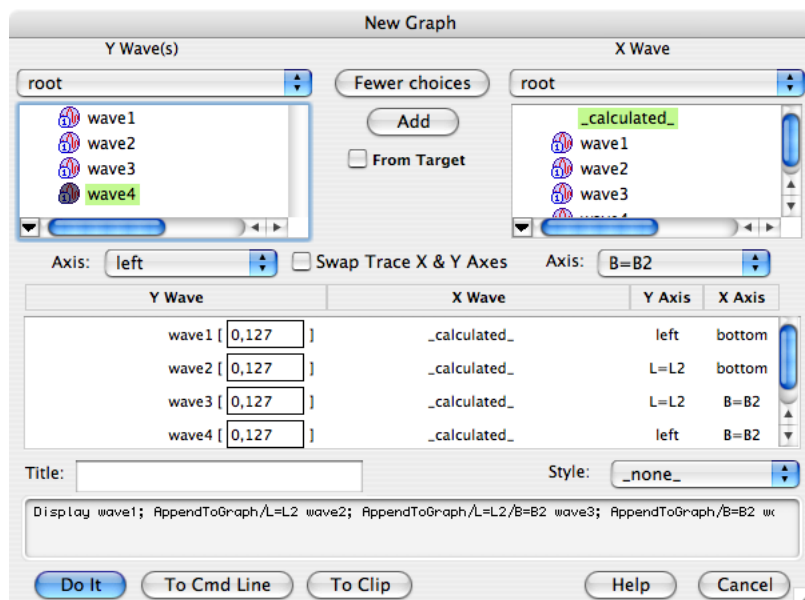 New Graph
Y Wave(s)
X Wave
root
Fewer choices
root
wave1
wave2
wave3
wave4
Add
From Target
_calculated_
wave1
wave2
wave3
Axis: left
Swap Trace X & Y Axes
Axis: B=B2
Y Wave X Wave Y Axis X Axis
wave1 [ 0,127 ] _calculated_ left bottom
wave2 [ 0,127 ] _calculated_ L=L2 bottom
wave3 [ 0,127 ] _calculated_ L=L2 B=B2
wave4 [ 0,127 ] _calculated_ left B=B2
Title:
Style: _none_
Display wave1; AppendToGraph/L=L2 wave2; AppendToGraph/L=L2/B=B2 wave3; AppendToGraph/B=B2
Do It To Cmd Line To Clip Help Cancel